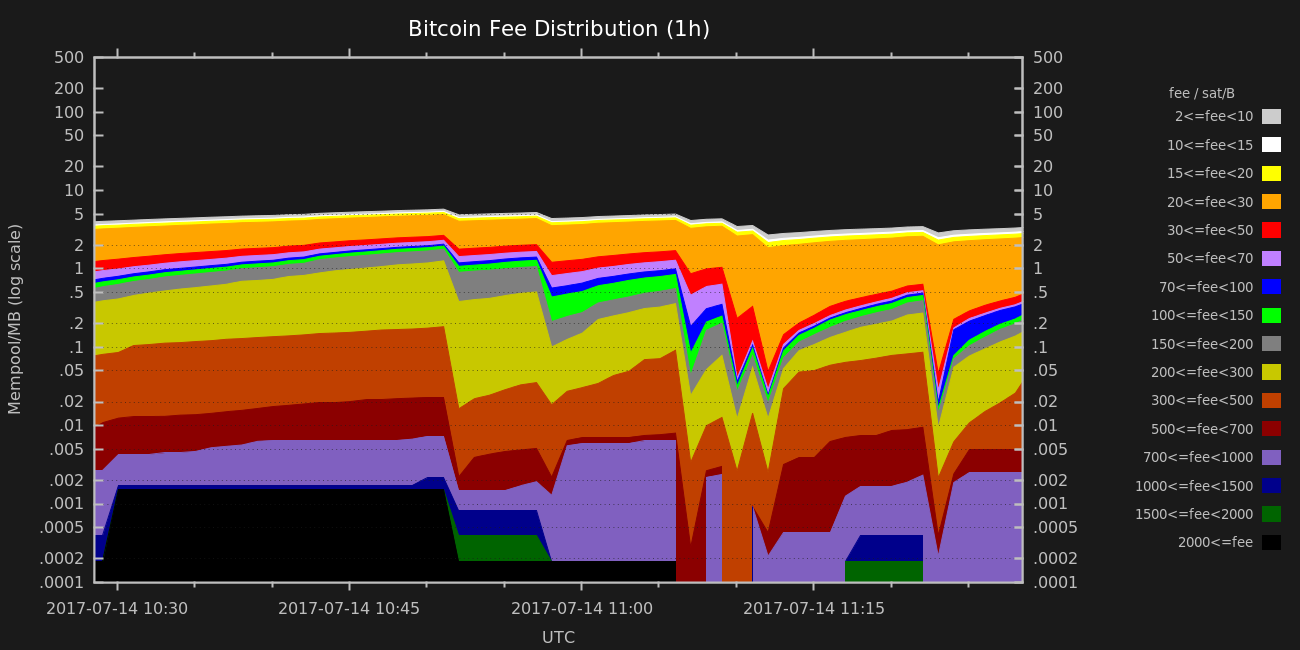 Bitcoin Fee Distribution (1h)
Mempool/MB (log scale)
500
200
100
50
20
10
5
2
1
.5
.2
.1
.05
.02
.01
.005
.002
.001
.0005
.0002
.0001
500
200
100
50
20
10
5
2
1
.5
.2
.1
.05
.02
.01
.005
.002
.001
.0005
.0002
.0001
2017-07-14 10:30
2017-07-14 10:45
2017-07-14 11:00
2017-07-14 11:15
UTC
fee / sat/B
2<=fee<10
10<=fee<15
15<=fee<20
20<=fee<30
30<=fee<50
50<=fee<70
70<=fee<100
100<=fee<150
150<=fee<200
200<=fee<300
300<=fee<500
500<=fee<700
700<=fee<1000
1000<=fee<1500
1500<=fee<2000
2000<=fee